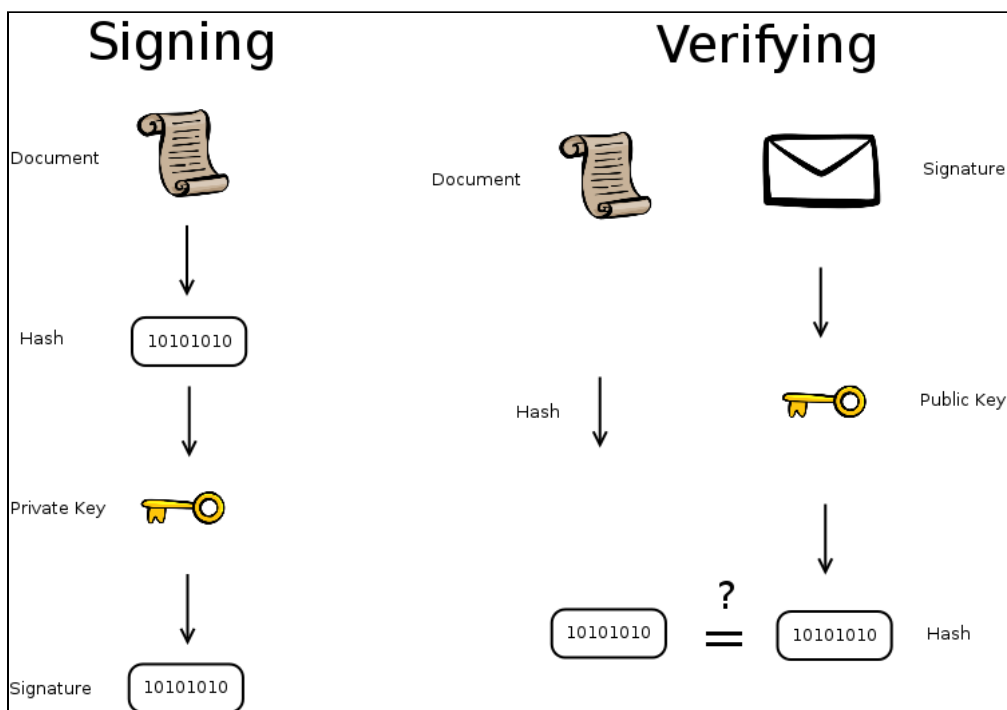 Signing
Document
Hash
10101010
Private Key
Signature
10101010
Verifying
Document
Signature
Hash
Public Key
?
10101010
=
10101010
Hash